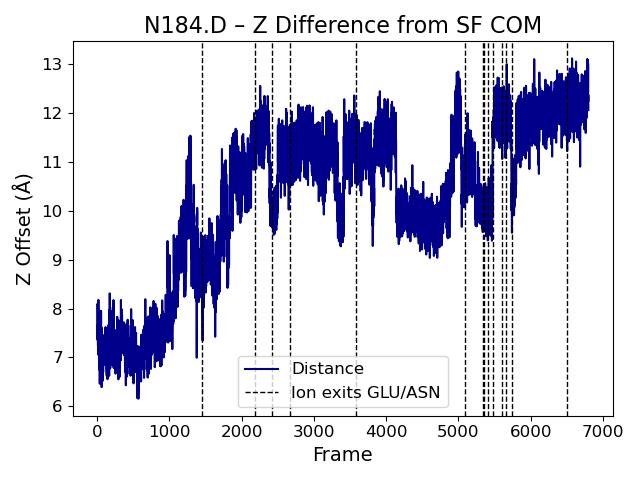 N184.D – Z Difference from SF COM
Z Offset (Å)
13
12
11
10
9
8
7
6
Distance
Ion exits GLU/ASN
0 1000 2000 3000 4000 5000 6000 7000
Frame